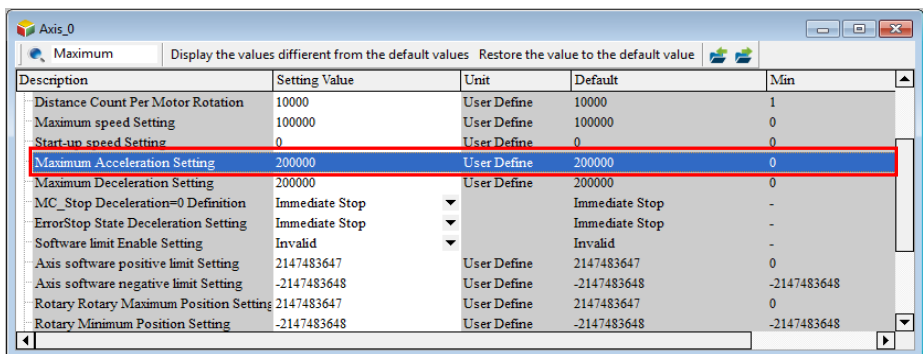 Axis_0
Maximum Display the values diffierent from the default values Restore the value to the default value
Description Setting Value Unit Default Min
Distance Count Per Motor Rotation 10000 User Define 10000 1
Maximum speed Setting 100000 User Define 100000 0
Start-up speed Setting 0 User Define 0 0
Maximum Acceleration Setting 200000 User Define 200000 0
Maximum Deceleration Setting 200000 User Define 200000 0
MC_Stop Deceleration=0 Definition Immediate Stop Immediate Stop -
ErrorStop State Deceleration Setting Immediate Stop Immediate Stop -
Software limit Enable Setting Invalid Invalid -
Axis software positive limit Setting 2147483647 User Define 2147483647 0
Axis software negative limit Setting -2147483648 User Define -2147483648 -2147483648
Rotary Rotary Maximum Position Setting 2147483647 User Define 2147483647 0
Rotary Minimum Position Setting -2147483648 User Define -2147483648 -2147483648